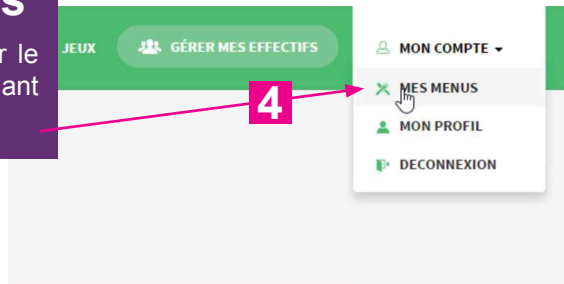 s
r le
ant
JEUX
GÉRER MES EFFECTIFS
MON COMPTE
4
MES MENUS
MON PROFIL
DECONNEXION